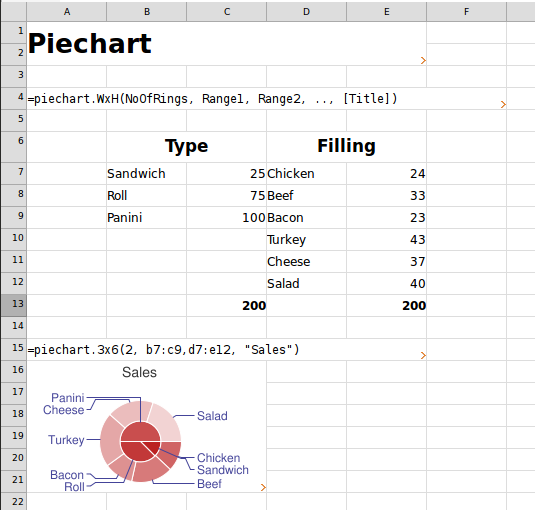 A B C D E F
1
Piechart
2
3
4 =piechart.WxH(NoOfRings, Range1, Range2, .., [Title])
5
6 Type Filling
7 Sandwich 25 Chicken 24
8 Roll 75 Beef 33
9 Panini 100 Bacon 23
10 Turkey 43
11 Cheese 37
12 Salad 40
13 200 200
14
15 =piechart.3x6(2, b7:c9,d7:e12, "Sales")
16 Sales
17 Panini
18 Cheese Salad
19 Turkey
20 Chicken
Sandwich
21 Bacon
Roll Beef
22